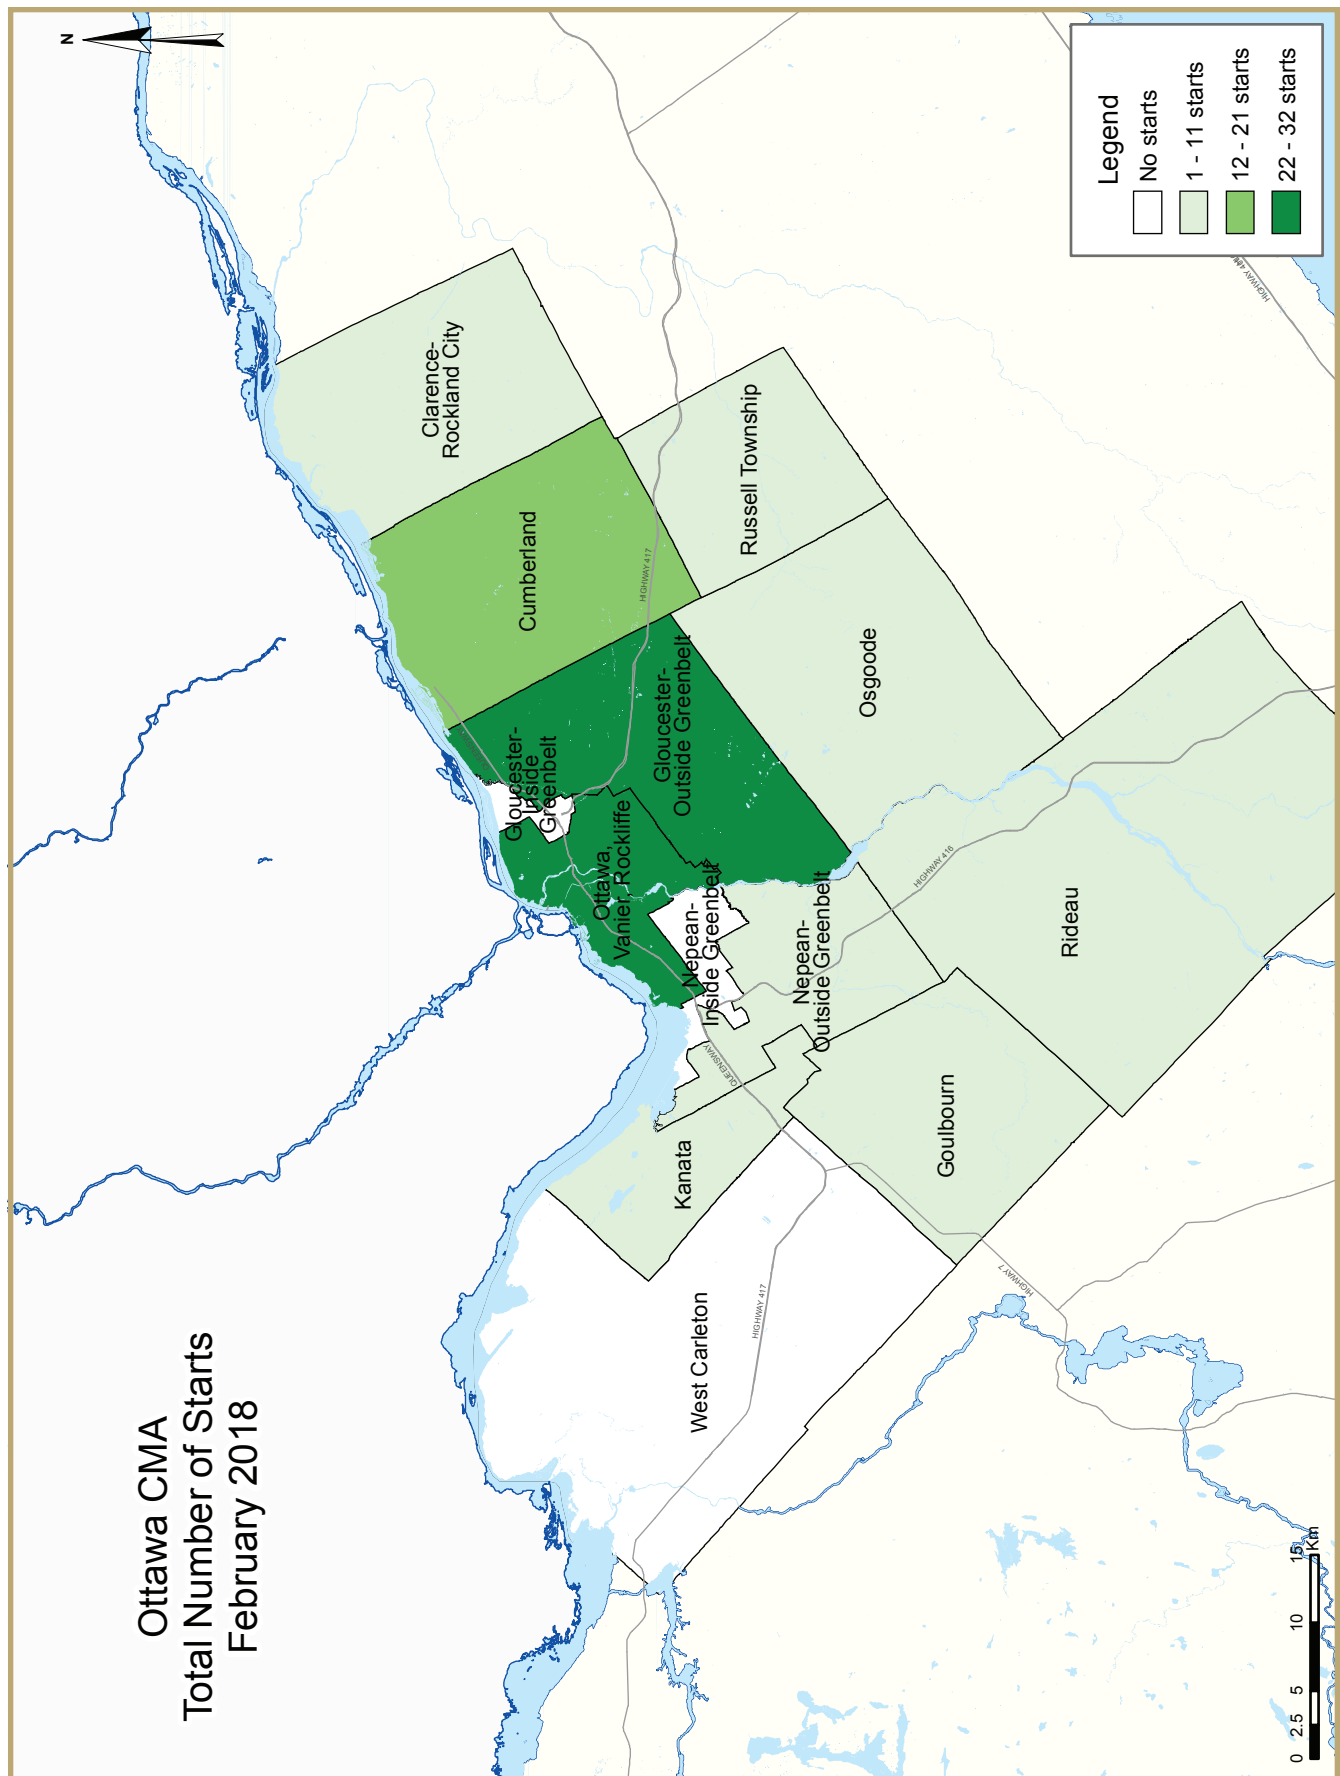 Ottawa CMA
Total Number of Starts
February 2018
N
Clarence-
Rockland City
Cumberland
Russell Township
Gloucester-
Inside
Greenbelt
Gloucester-
Outside Greenbelt
Osgoode
Ottawa,
Vanier, Rockliffe
Nepean-
Inside Greenbelt
Nepean-
Outside Greenbelt
Rideau
Kanata
Goulbourn
West Carleton
HIGHWAY 417
HIGHWAY 416
QUEENSWAY
HIGHWAY 417
HIGHWAY 7
HIGHWAY
Legend
No starts
1 - 11 starts
12 - 21 starts
22 - 32 starts
0 2.5 5 10 15
Km